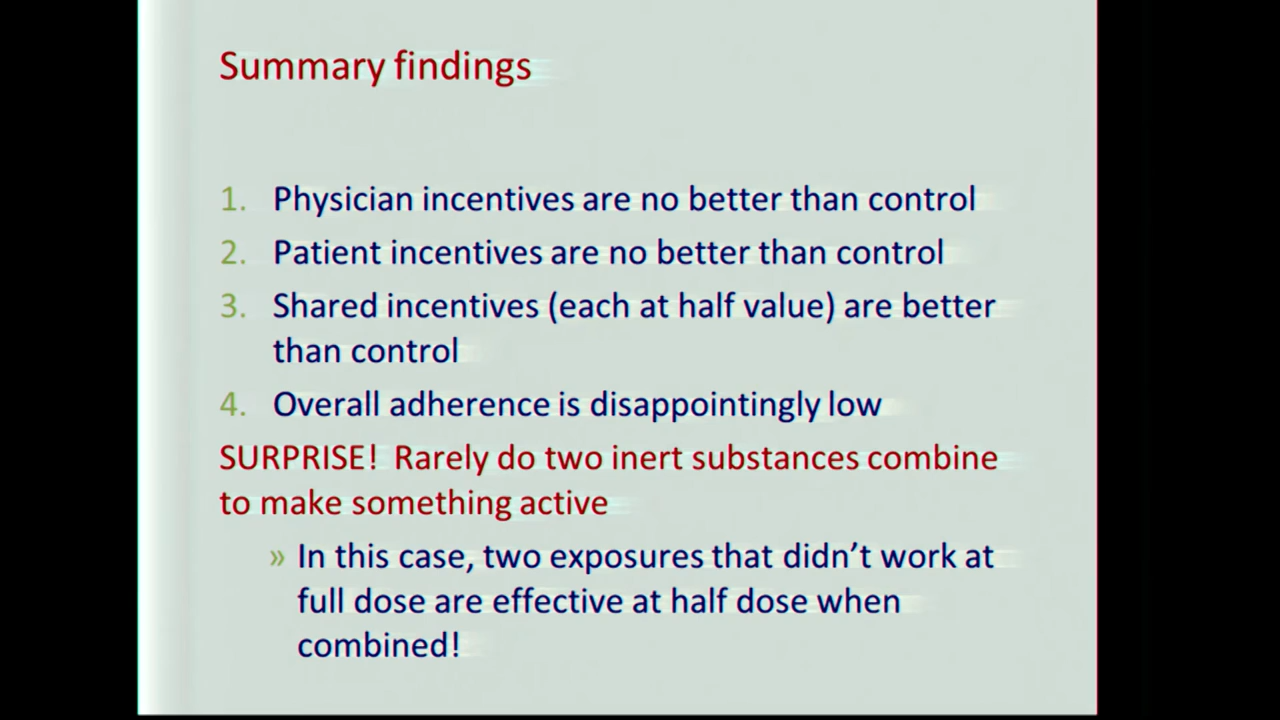 Summary findings
1. Physician incentives are no better than control
2. Patient incentives are no better than control
3. Shared incentives (each at half value) are better
than control
4. Overall adherence is disappointingly low
SURPRISE! Rarely do two inert substances combine
to make something active
» In this case, two exposures that didn’t work at
full dose are effective at half dose when
combined!